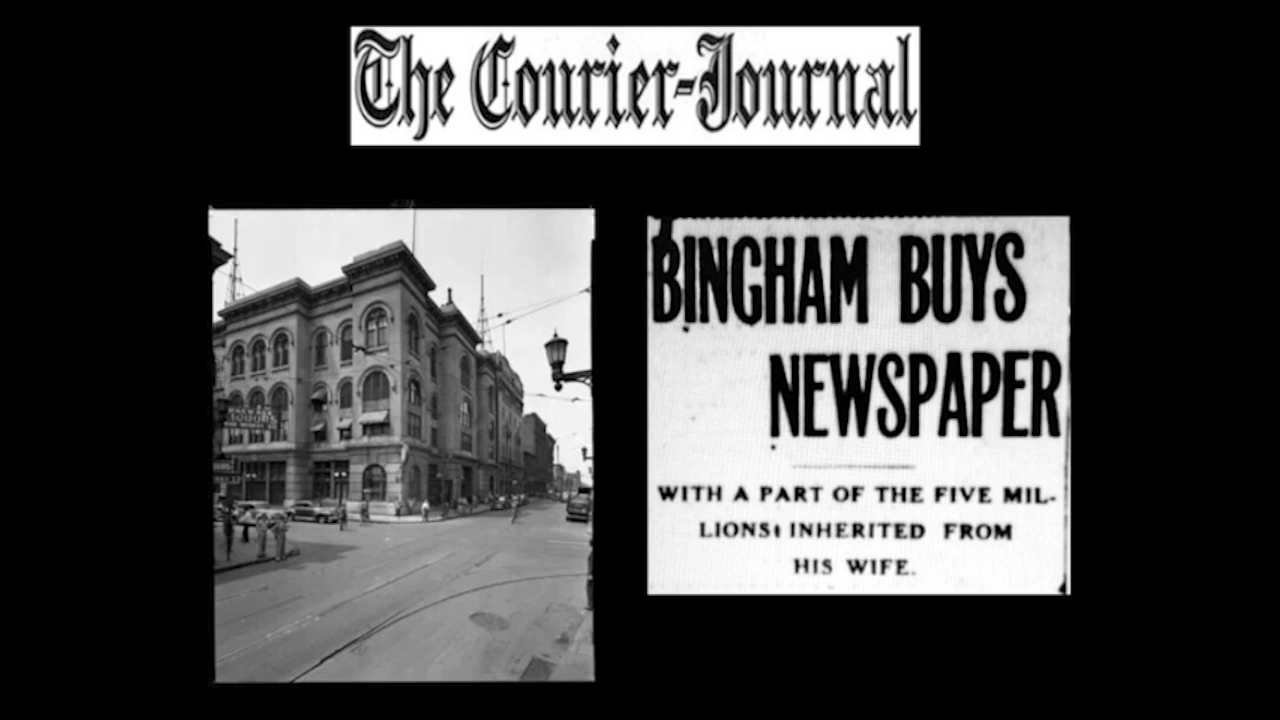 The Courier-Journal
BINGHAM BUYS
NEWSPAPER
WITH A PART OF THE FIVE MIL-
LIONS INHERITED FROM
HIS WIFE.